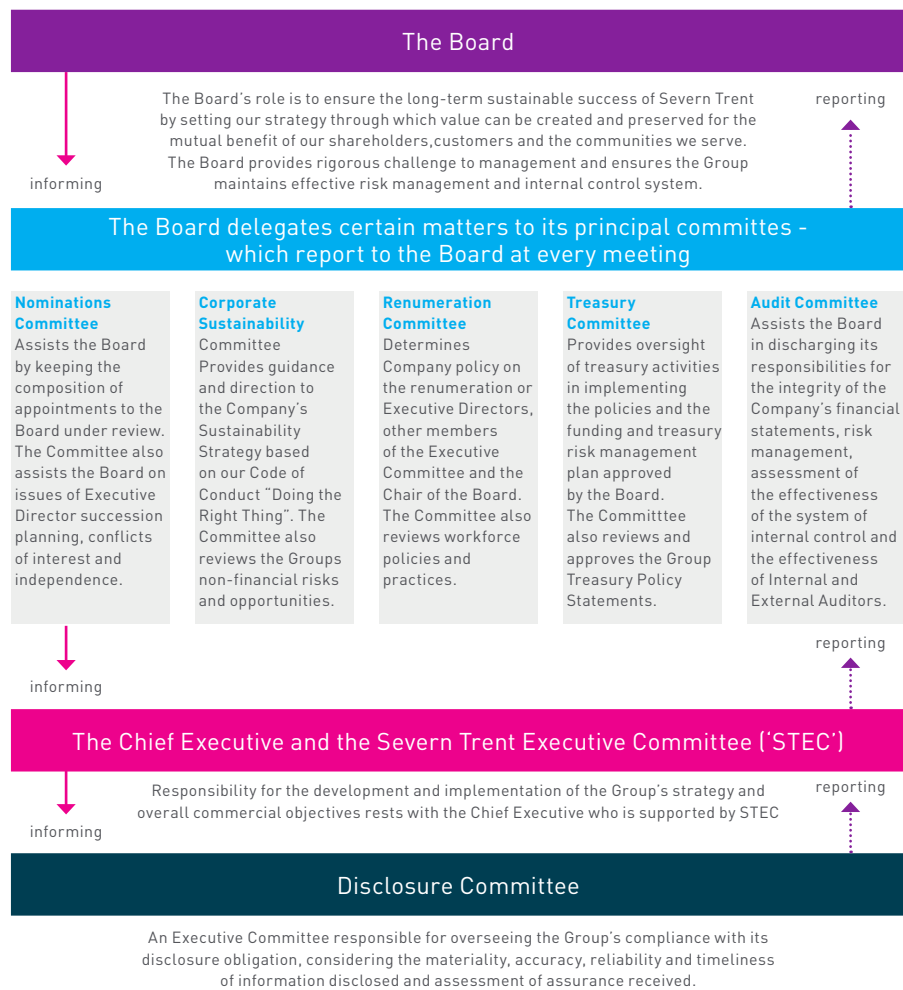 The Board
The Board's role is to ensure the long-term sustainable success of Severn Trent
by setting our strategy through which value can be created and preserved for the
mutual benefit of our shareholders,customers and the communities we serve.
The Board provides rigorous challenge to management and ensures the Group
maintains effective risk management and internal control system.
informing
reporting
The Board delegates certain matters to its principal committes -
which report to the Board at every meeting
Nominations
Committee
Assists the Board
by keeping the
composition of
appointments to the
Board under review.
The Committee also
assists the Board on
issues of Executive
Director succession
planning, conflicts
of interest and
independence.
Corporate
Sustainability
Committee
Provides guidance
and direction to
the Company's
Sustainability
Strategy based
on our Code of
Conduct "Doing the
Right Thing". The
Committee also
reviews the Groups
non-financial risks
and opportunities.
Renumeration
Committee
Determines
Company policy on
the renumeration or
Executive Directors,
other members
of the Executive
Committee and the
Chair of the Board.
The Committee also
reviews workforce
policies and
practices.
Treasury
Committee
Provides oversight
of treasury activities
in implementing
the policies and the
funding and treasury
risk management
plan approved
by the Board.
The Committtee
also reviews and
approves the Group
Treasury Policy
Statements.
Audit Committee
Assists the Board
in discharging its
responsibilities for
the integrity of the
Company's financial
statements, risk
management,
assessment of
the effectiveness
of the system of
internal control and
the effectiveness
of Internal and
External Auditors.
informing
reporting
The Chief Executive and the Severn Trent Executive Committee ('STEC')
Responsibility for the development and implementation of the Group's strategy and
overall commercial objectives rests with the Chief Executive who is supported by STEC
informing
reporting
Disclosure Committee
An Executive Committee responsible for overseeing the Group's compliance with its
disclosure obligation, considering the materiality, accuracy, reliability and timeliness
of information disclosed and assessment of assurance received.